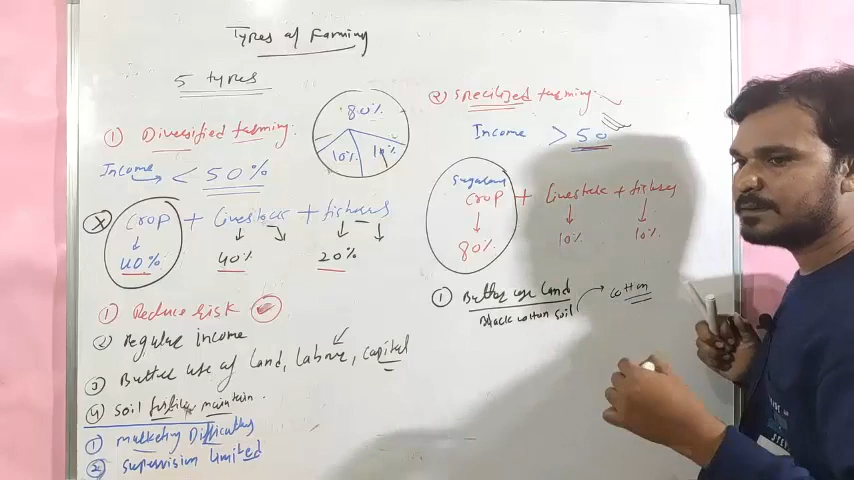 Types of Farming
5 types
① Diversified farming
Income → < 50%
80%
10% 10%
ⓧ Crop + Livestock + fisheries
40% 40% 20%
① Reduce risk
② Regular income
③ Better use of Land, Labour, capital
④ Soil fertility maintain
① marketing Difficulty
② supervision Limited
② Specilized farming
Income > 50
Sugarcane
crop + Livestock + fishery
80% 10% 10%
① Better use Land
Black cotton soil → cotton